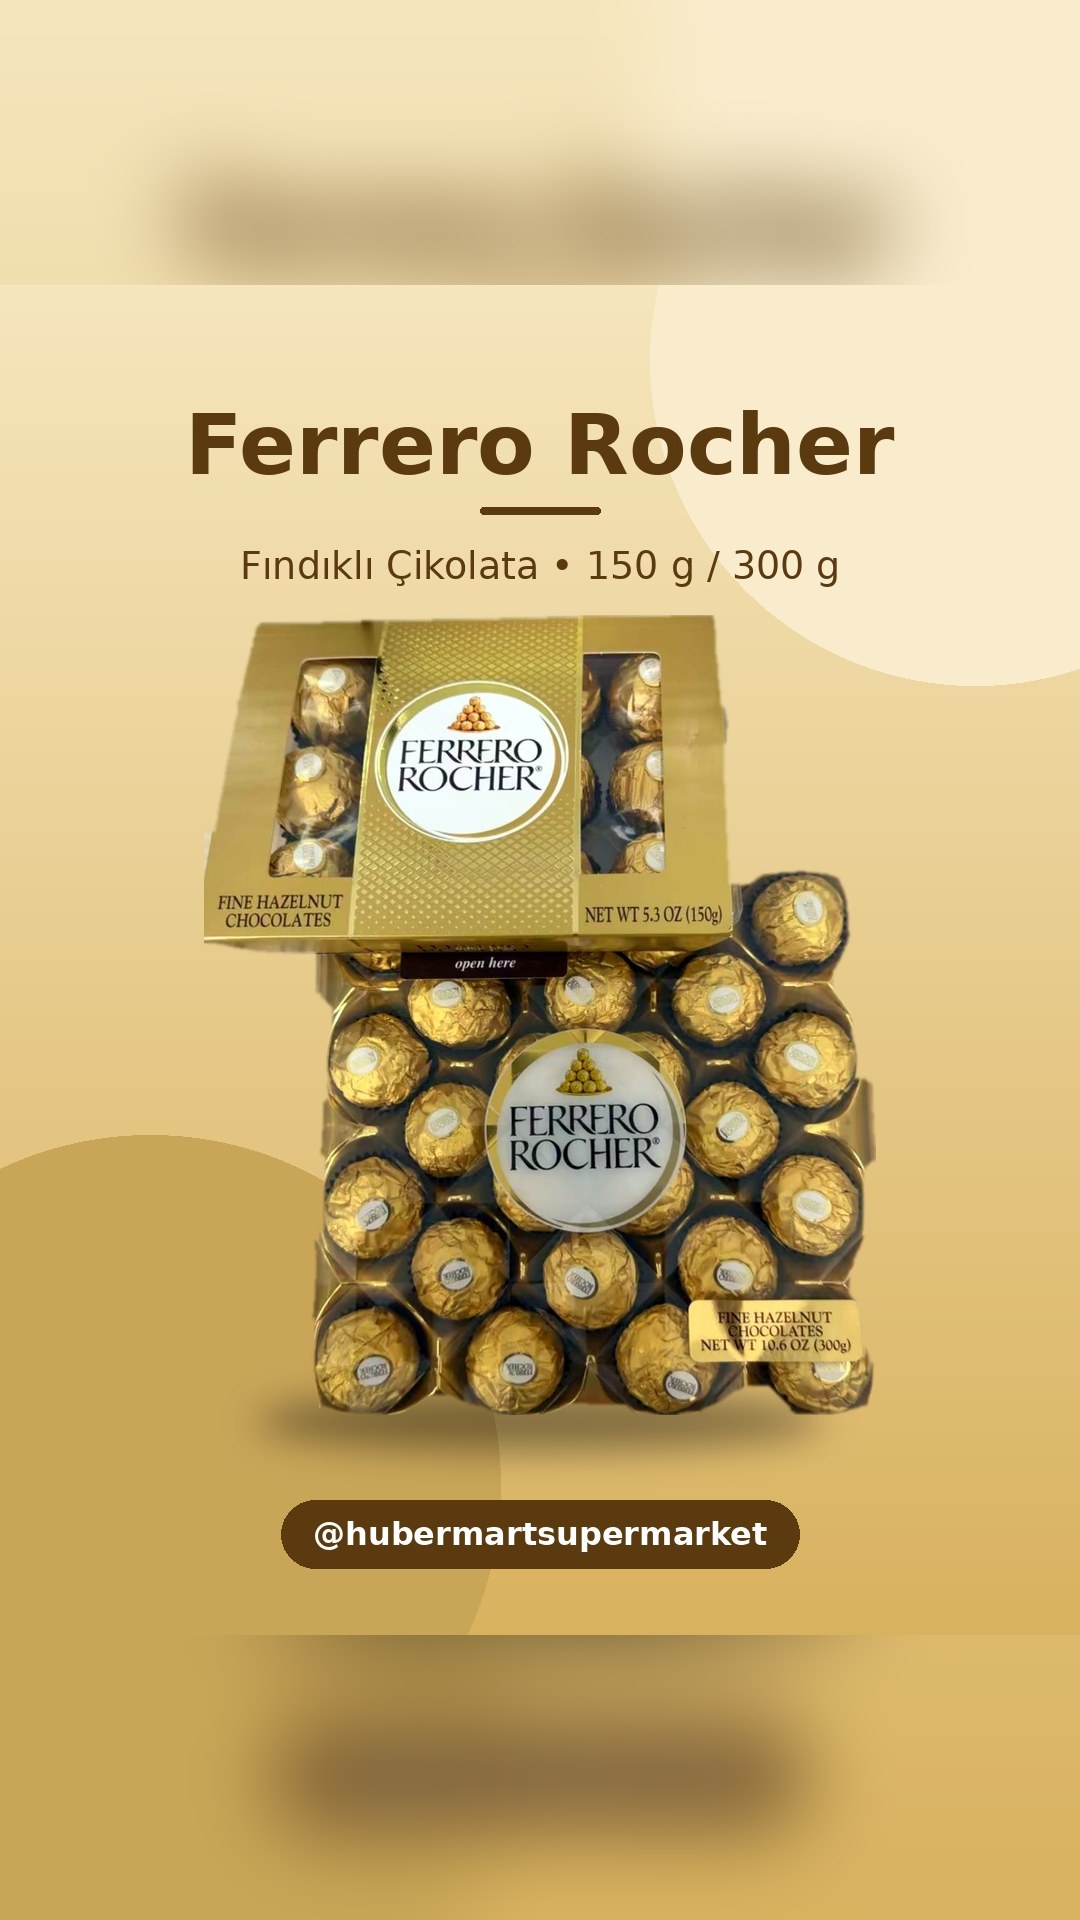 Ferrero Rocher
Fındıklı Çikolata • 150 g / 300 g
FERRERO
ROCHER®
FINE HAZELNUT
CHOCOLATES
NET WT 5.3 OZ (150g)
open here
FERRERO
ROCHER®
FINE HAZELNUT
CHOCOLATES
NET WT 10.6 OZ (300g)
@hubermartsupermarket